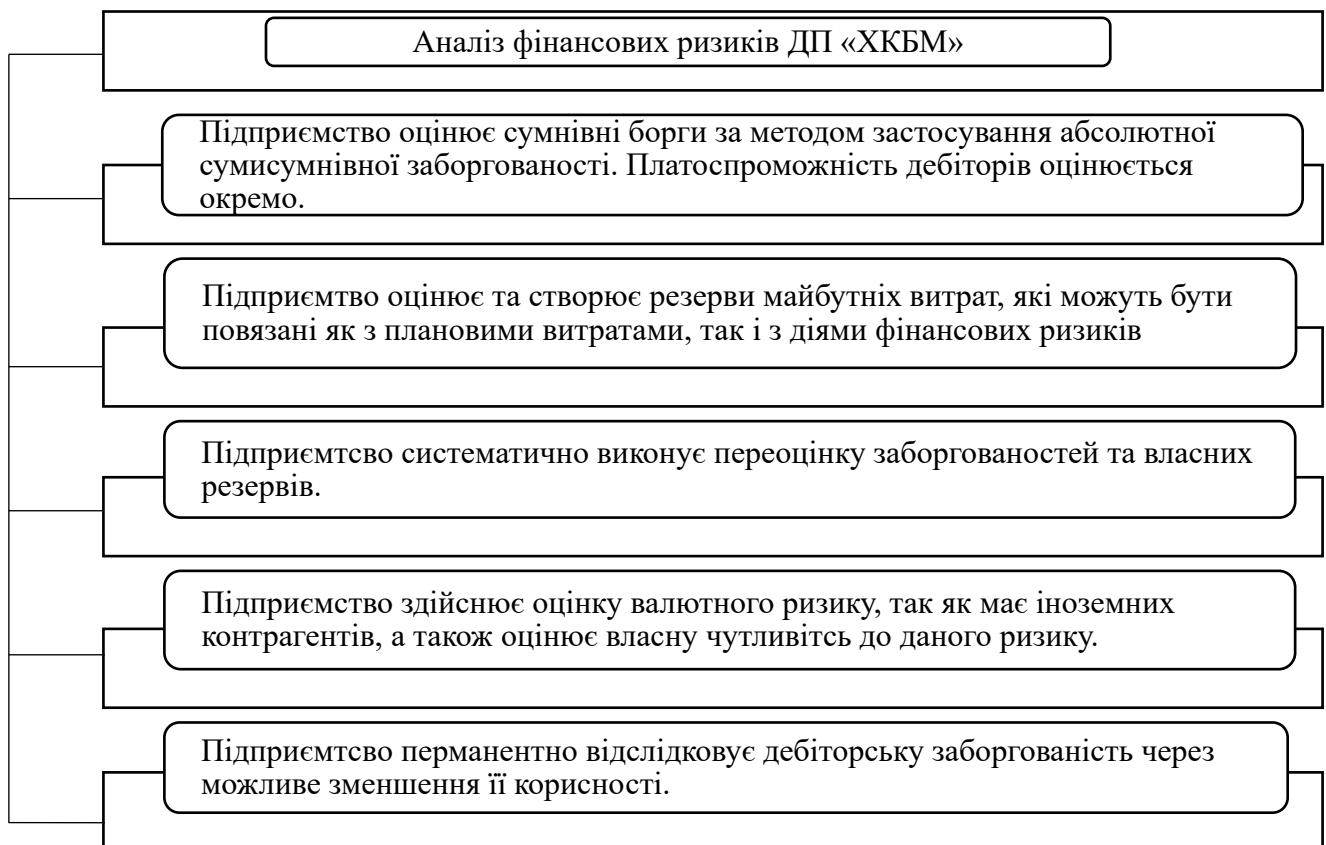 Аналіз фінансових ризиків ДП «ХКБМ»
Підприємство оцінює сумнівні борги за методом застосування абсолютної
сумисумнівної заборгованості. Платоспроможність дебіторів оцінюється
окремо.
Підприємтво оцінює та створює резерви майбутніх витрат, які можуть бути
повязані як з плановими витратами, так і з діями фінансових ризиків
Підприємтсво систематично виконує переоцінку заборгованостей та власних
резервів.
Підприємство здійснює оцінку валютного ризику, так як має іноземних
контрагентів, а також оцінює власну чутливітсь до даного ризику.
Підприємтсво перманентно відслідковує дебіторську заборгованість через
можливе зменшення її корисності.